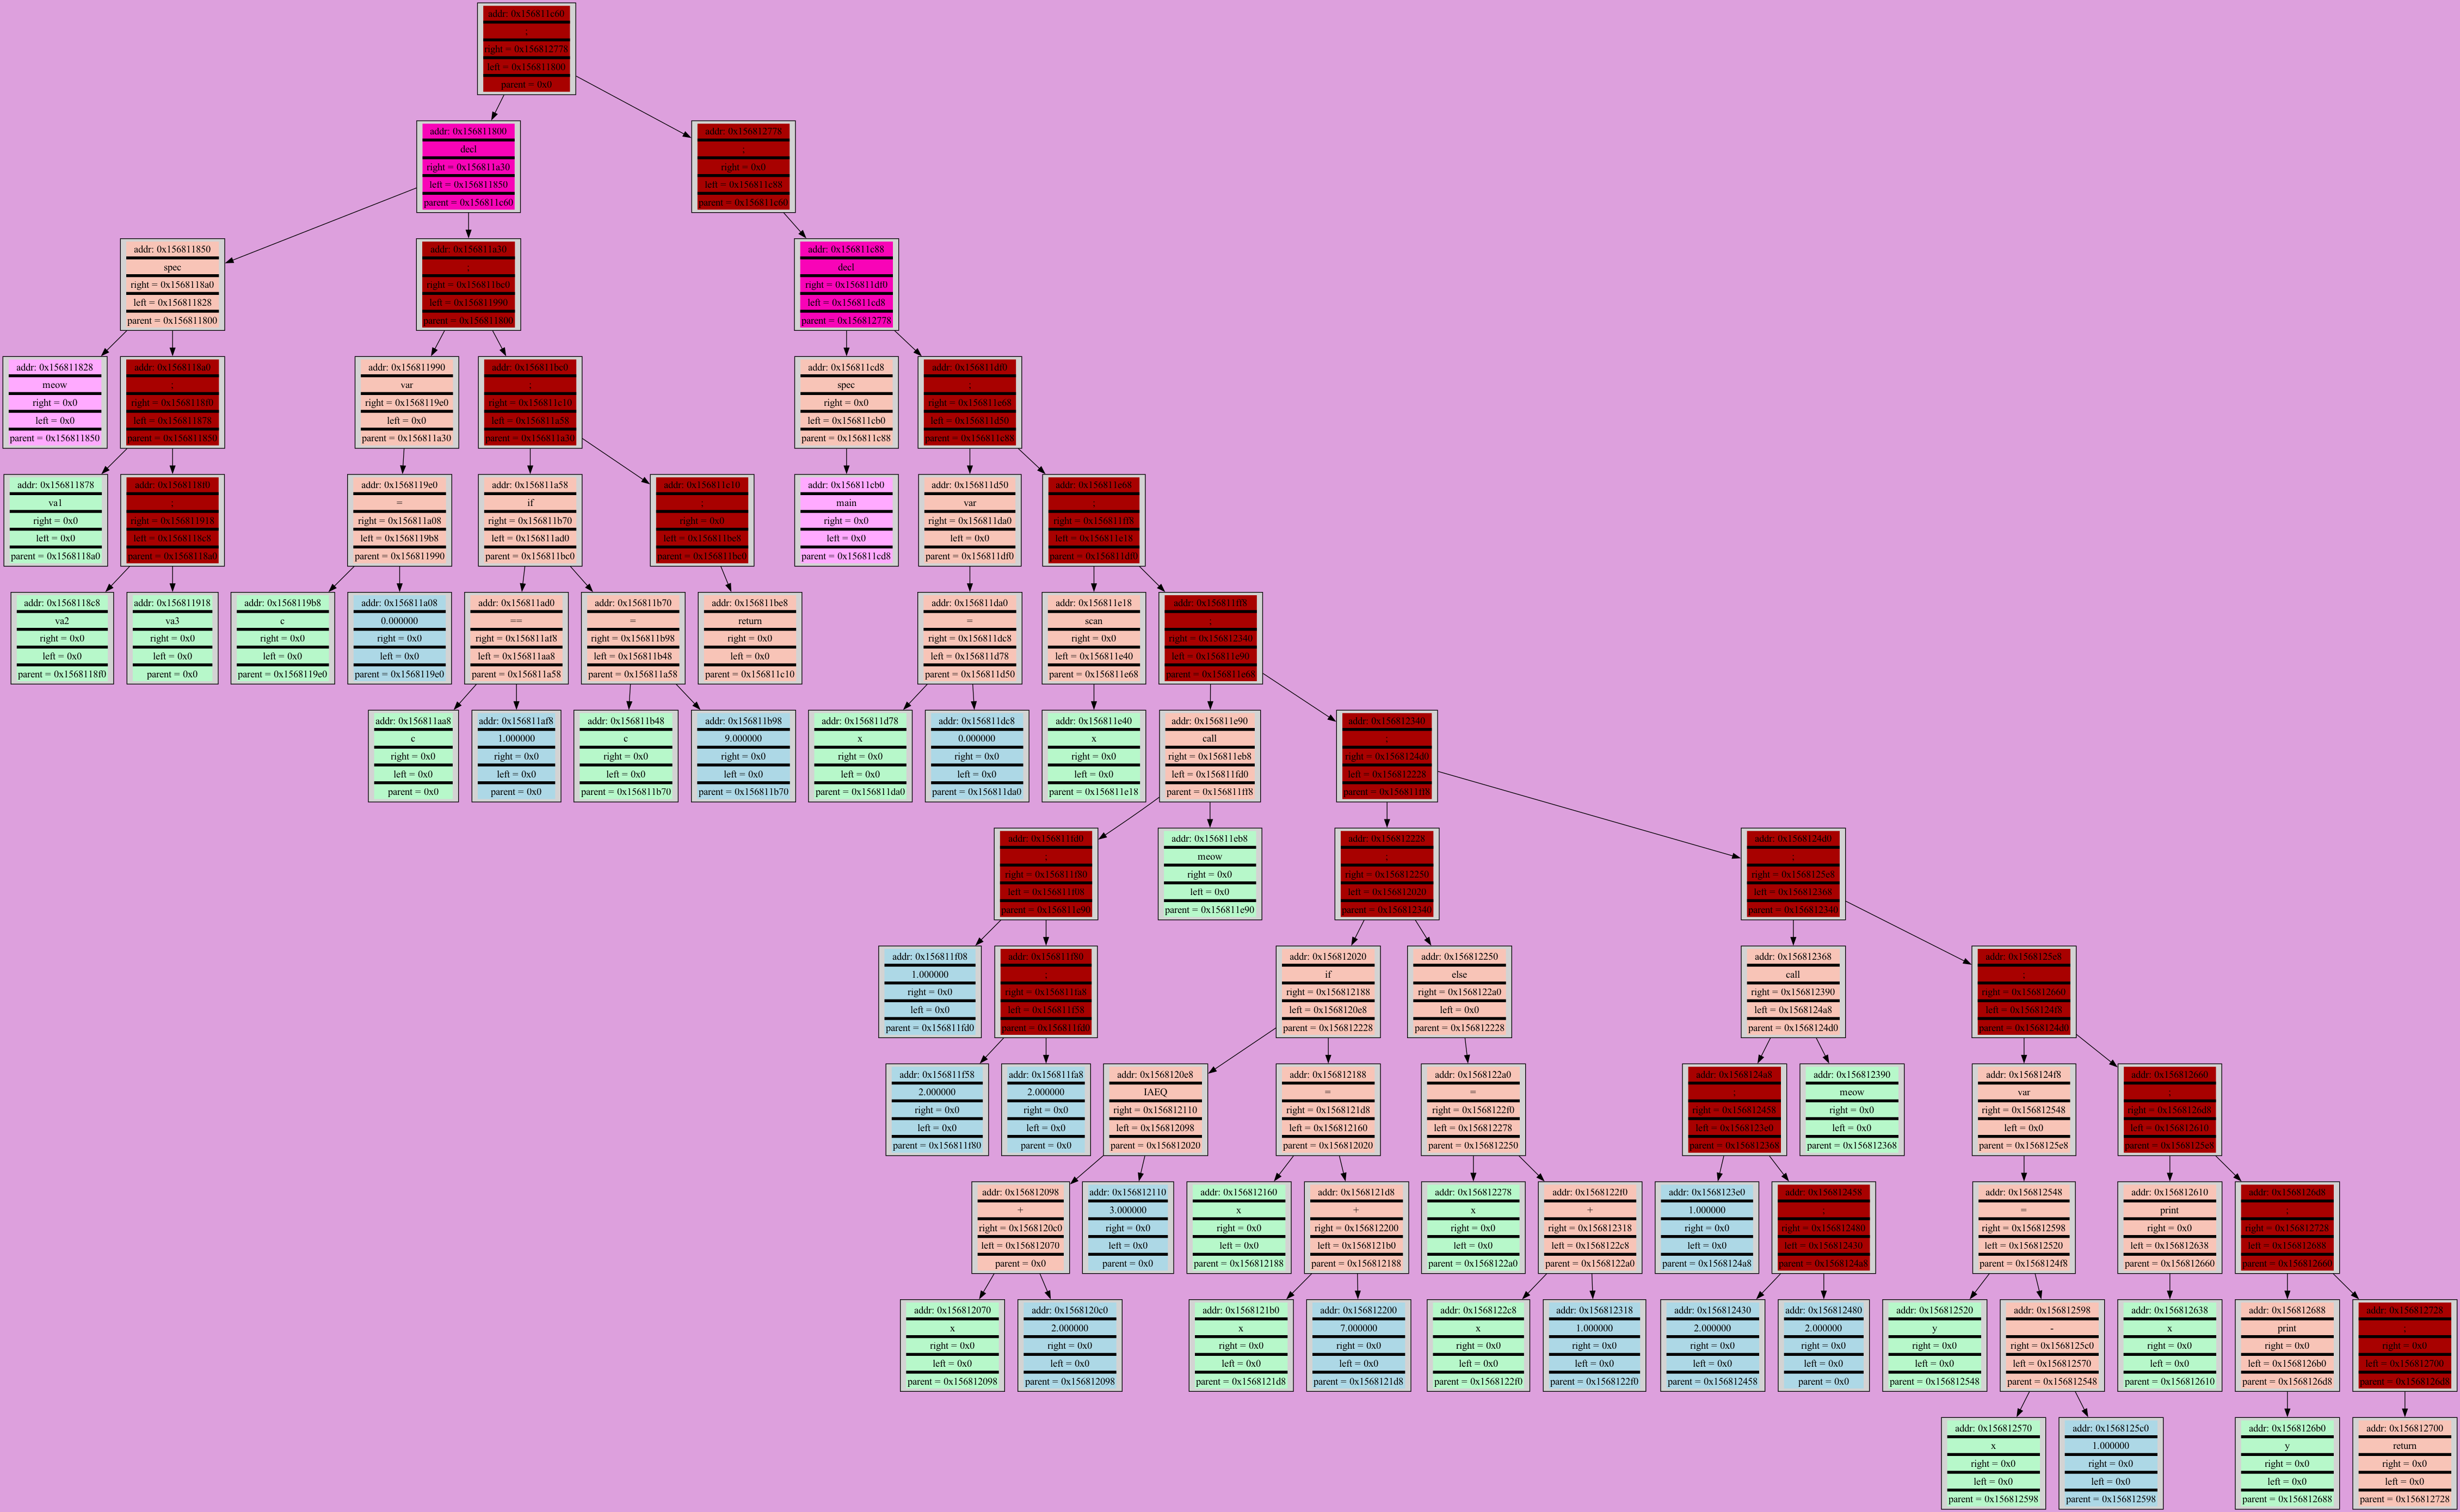 addr: 0x156811c60
;
right = 0x156812778
left = 0x156811800
parent = 0x0
addr: 0x156811800
decl
right = 0x156811a30
left = 0x156811850
parent = 0x156811c60
addr: 0x156812778
;
right = 0x0
left = 0x156811c88
parent = 0x156811c60
addr: 0x156811850
spec
right = 0x1568118a0
left = 0x156811828
parent = 0x156811800
addr: 0x156811a30
;
right = 0x156811bc0
left = 0x156811990
parent = 0x156811800
addr: 0x156811c88
decl
right = 0x156811df0
left = 0x156811cd8
parent = 0x156812778
addr: 0x156811828
meow
right = 0x0
left = 0x0
parent = 0x156811850
addr: 0x1568118a0
;
right = 0x1568118f0
left = 0x156811878
parent = 0x156811850
addr: 0x156811990
var
right = 0x1568119e0
left = 0x0
parent = 0x156811a30
addr: 0x156811bc0
;
right = 0x156811c10
left = 0x156811a58
parent = 0x156811a30
addr: 0x156811cd8
spec
right = 0x0
left = 0x156811cb0
parent = 0x156811c88
addr: 0x156811df0
;
right = 0x156811e68
left = 0x156811d50
parent = 0x156811c88
addr: 0x156811878
va1
right = 0x0
left = 0x0
parent = 0x1568118a0
addr: 0x1568118f0
;
right = 0x156811918
left = 0x1568118c8
parent = 0x1568118a0
addr: 0x1568119e0
=
right = 0x156811a08
left = 0x1568119b8
parent = 0x156811990
addr: 0x156811a58
if
right = 0x156811b70
left = 0x156811ad0
parent = 0x156811bc0
addr: 0x156811c10
;
right = 0x0
left = 0x156811be8
parent = 0x156811bc0
addr: 0x156811cb0
main
right = 0x0
left = 0x0
parent = 0x156811cd8
addr: 0x156811d50
var
right = 0x156811da0
left = 0x0
parent = 0x156811df0
addr: 0x156811e68
;
right = 0x156811ff8
left = 0x156811e18
parent = 0x156811df0
addr: 0x1568118c8
va2
right = 0x0
left = 0x0
parent = 0x1568118f0
addr: 0x156811918
va3
right = 0x0
left = 0x0
parent = 0x0
addr: 0x1568119b8
c
right = 0x0
left = 0x0
parent = 0x1568119e0
addr: 0x156811a08
0.000000
right = 0x0
left = 0x0
parent = 0x1568119e0
addr: 0x156811ad0
==
right = 0x156811af8
left = 0x156811aa8
parent = 0x156811a58
addr: 0x156811b70
=
right = 0x156811b98
left = 0x156811b48
parent = 0x156811a58
addr: 0x156811be8
return
right = 0x0
left = 0x0
parent = 0x156811c10
addr: 0x156811da0
=
right = 0x156811dc8
left = 0x156811d78
parent = 0x156811d50
addr: 0x156811e18
scan
right = 0x0
left = 0x156811e40
parent = 0x156811e68
addr: 0x156811ff8
;
right = 0x156812340
left = 0x156811e90
parent = 0x156811e68
addr: 0x156811aa8
c
right = 0x0
left = 0x0
parent = 0x0
addr: 0x156811af8
1.000000
right = 0x0
left = 0x0
parent = 0x0
addr: 0x156811b48
c
right = 0x0
left = 0x0
parent = 0x156811b70
addr: 0x156811b98
9.000000
right = 0x0
left = 0x0
parent = 0x156811b70
addr: 0x156811d78
x
right = 0x0
left = 0x0
parent = 0x156811da0
addr: 0x156811dc8
0.000000
right = 0x0
left = 0x0
parent = 0x156811da0
addr: 0x156811e40
x
right = 0x0
left = 0x0
parent = 0x156811e18
addr: 0x156811e90
call
right = 0x156811eb8
left = 0x156811fd0
parent = 0x156811ff8
addr: 0x156812340
;
right = 0x1568124d0
left = 0x156812228
parent = 0x156811ff8
addr: 0x156811fd0
;
right = 0x156811f80
left = 0x156811f08
parent = 0x156811e90
addr: 0x156811eb8
meow
right = 0x0
left = 0x0
parent = 0x156811e90
addr: 0x156812228
;
right = 0x156812250
left = 0x156812020
parent = 0x156812340
addr: 0x1568124d0
;
right = 0x1568125e8
left = 0x156812368
parent = 0x156812340
addr: 0x156811f08
1.000000
right = 0x0
left = 0x0
parent = 0x156811fd0
addr: 0x156811f80
;
right = 0x156811fa8
left = 0x156811f58
parent = 0x156811fd0
addr: 0x156812020
if
right = 0x156812188
left = 0x1568120e8
parent = 0x156812228
addr: 0x156812250
else
right = 0x1568122a0
left = 0x0
parent = 0x156812228
addr: 0x156812368
call
right = 0x156812390
left = 0x1568124a8
parent = 0x1568124d0
addr: 0x1568125e8
;
right = 0x156812660
left = 0x1568124f8
parent = 0x1568124d0
addr: 0x156811f58
2.000000
right = 0x0
left = 0x0
parent = 0x156811f80
addr: 0x156811fa8
2.000000
right = 0x0
left = 0x0
parent = 0x0
addr: 0x1568120e8
IAEQ
right = 0x156812110
left = 0x156812098
parent = 0x156812020
addr: 0x156812188
=
right = 0x1568121d8
left = 0x156812160
parent = 0x156812020
addr: 0x1568122a0
=
right = 0x1568122f0
left = 0x156812278
parent = 0x156812250
addr: 0x1568124a8
;
right = 0x156812458
left = 0x1568123e0
parent = 0x156812368
addr: 0x156812390
meow
right = 0x0
left = 0x0
parent = 0x156812368
addr: 0x1568124f8
var
right = 0x156812548
left = 0x0
parent = 0x1568125e8
addr: 0x156812660
;
right = 0x1568126d8
left = 0x156812610
parent = 0x1568125e8
addr: 0x156812098
+
right = 0x1568120c0
left = 0x156812070
parent = 0x0
addr: 0x156812110
3.000000
right = 0x0
left = 0x0
parent = 0x0
addr: 0x156812160
x
right = 0x0
left = 0x0
parent = 0x156812188
addr: 0x1568121d8
+
right = 0x156812200
left = 0x1568121b0
parent = 0x156812188
addr: 0x156812278
x
right = 0x0
left = 0x0
parent = 0x1568122a0
addr: 0x1568122f0
+
right = 0x156812318
left = 0x1568122c8
parent = 0x1568122a0
addr: 0x1568123e0
1.000000
right = 0x0
left = 0x0
parent = 0x1568124a8
addr: 0x156812458
;
right = 0x156812480
left = 0x156812430
parent = 0x1568124a8
addr: 0x156812548
=
right = 0x156812598
left = 0x156812520
parent = 0x1568124f8
addr: 0x156812610
print
right = 0x0
left = 0x156812638
parent = 0x156812660
addr: 0x1568126d8
;
right = 0x156812728
left = 0x156812688
parent = 0x156812660
addr: 0x156812070
x
right = 0x0
left = 0x0
parent = 0x156812098
addr: 0x1568120c0
2.000000
right = 0x0
left = 0x0
parent = 0x156812098
addr: 0x1568121b0
x
right = 0x0
left = 0x0
parent = 0x1568121d8
addr: 0x156812200
7.000000
right = 0x0
left = 0x0
parent = 0x1568121d8
addr: 0x1568122c8
x
right = 0x0
left = 0x0
parent = 0x1568122f0
addr: 0x156812318
1.000000
right = 0x0
left = 0x0
parent = 0x1568122f0
addr: 0x156812430
2.000000
right = 0x0
left = 0x0
parent = 0x156812458
addr: 0x156812480
2.000000
right = 0x0
left = 0x0
parent = 0x0
addr: 0x156812520
y
right = 0x0
left = 0x0
parent = 0x156812548
addr: 0x156812598
-
right = 0x1568125c0
left = 0x156812570
parent = 0x156812548
addr: 0x156812638
x
right = 0x0
left = 0x0
parent = 0x156812610
addr: 0x156812688
print
right = 0x0
left = 0x1568126b0
parent = 0x1568126d8
addr: 0x156812728
;
right = 0x0
left = 0x156812700
parent = 0x1568126d8
addr: 0x156812570
x
right = 0x0
left = 0x0
parent = 0x156812598
addr: 0x1568125c0
1.000000
right = 0x0
left = 0x0
parent = 0x156812598
addr: 0x1568126b0
y
right = 0x0
left = 0x0
parent = 0x156812688
addr: 0x156812700
return
right = 0x0
left = 0x0
parent = 0x156812728